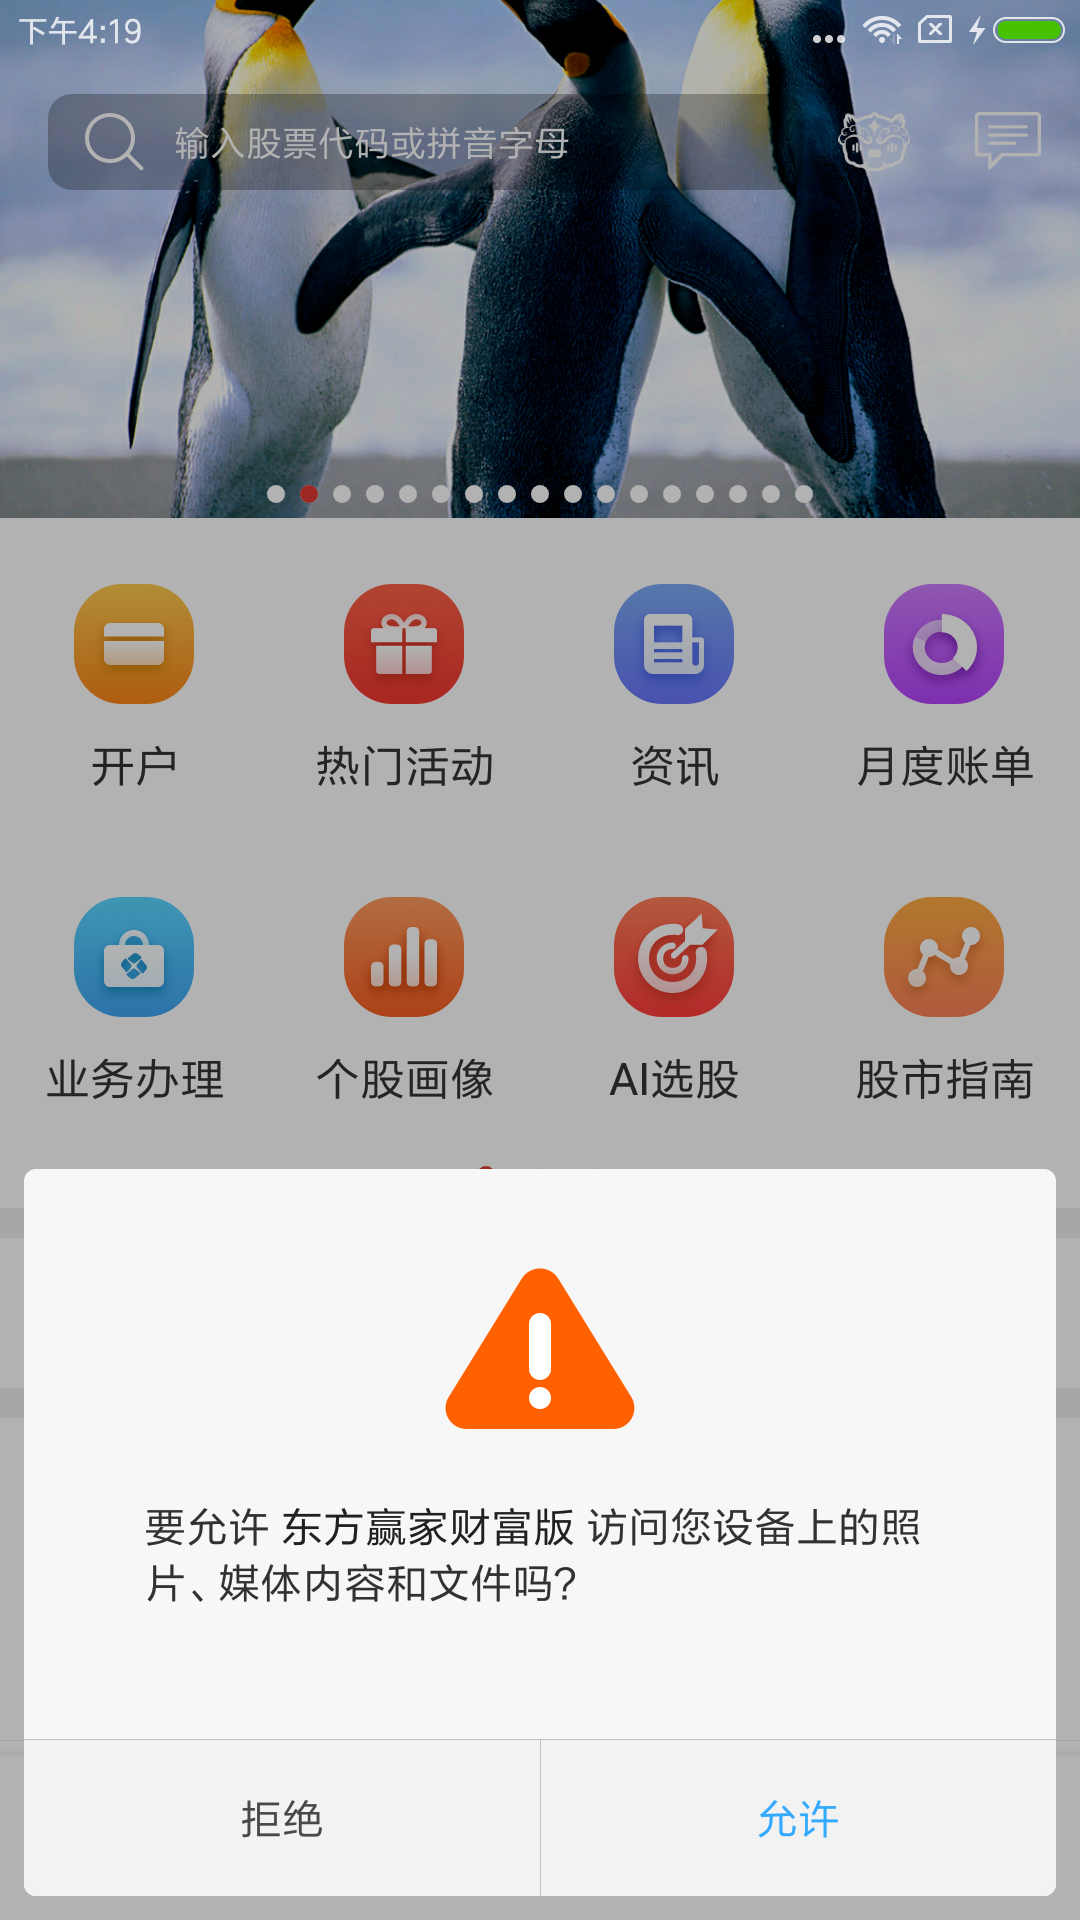 下午4:19
输入股票代码或拼音字母
开户
热门活动
资讯
月度账单
业务办理
个股画像
AI选股
股市指南
要允许 东方赢家财富版 访问您设备上的照
片、媒体内容和文件吗?
拒绝
允许